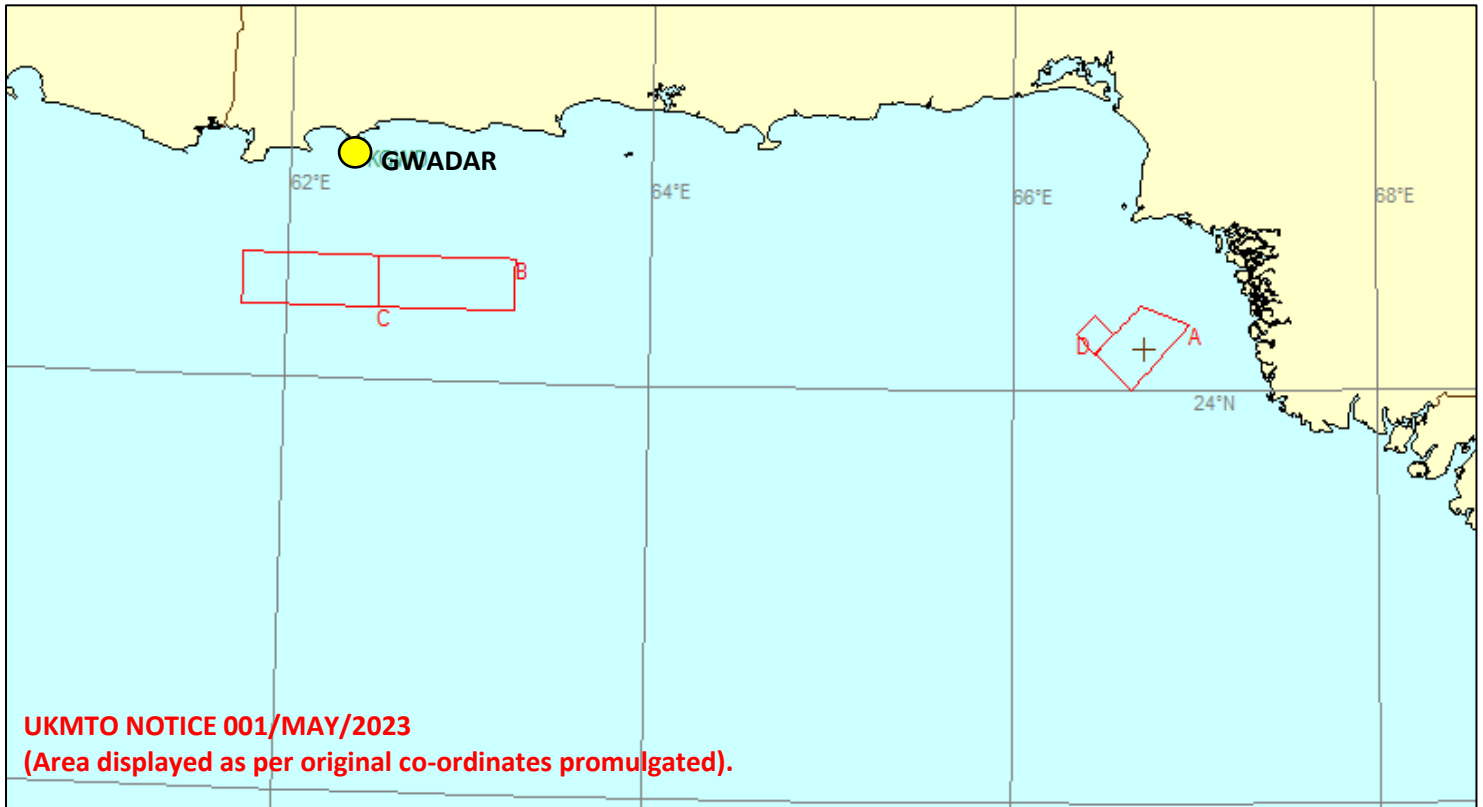 GWADAR
62°E
64°E
66°E
68°E
B
C
A
D
24°N
UKMTO NOTICE 001/MAY/2023
(Area displayed as per original co-ordinates promulgated).